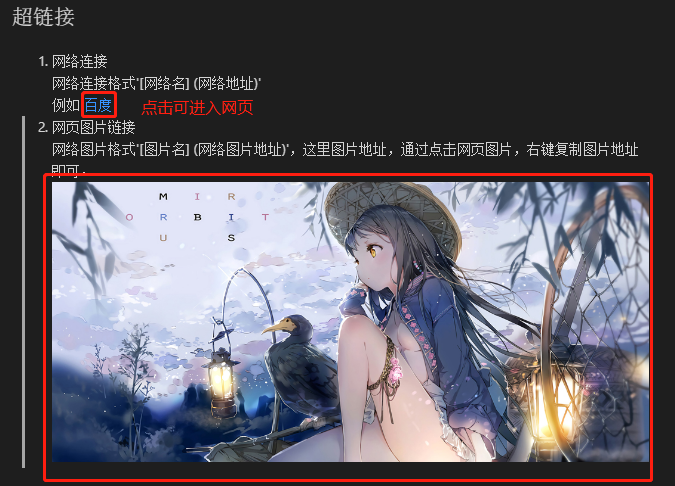 超链接
1. 网络连接
网络连接格式'[网络名] (网络地址)'
例如 百度 点击可进入网页
2. 网页图片链接
网络图片格式'[图片名] (网络图片地址)'，这里图片地址，通过点击网页图片，右键复制图片地址
即可。
M I R
O R B I T
R U S